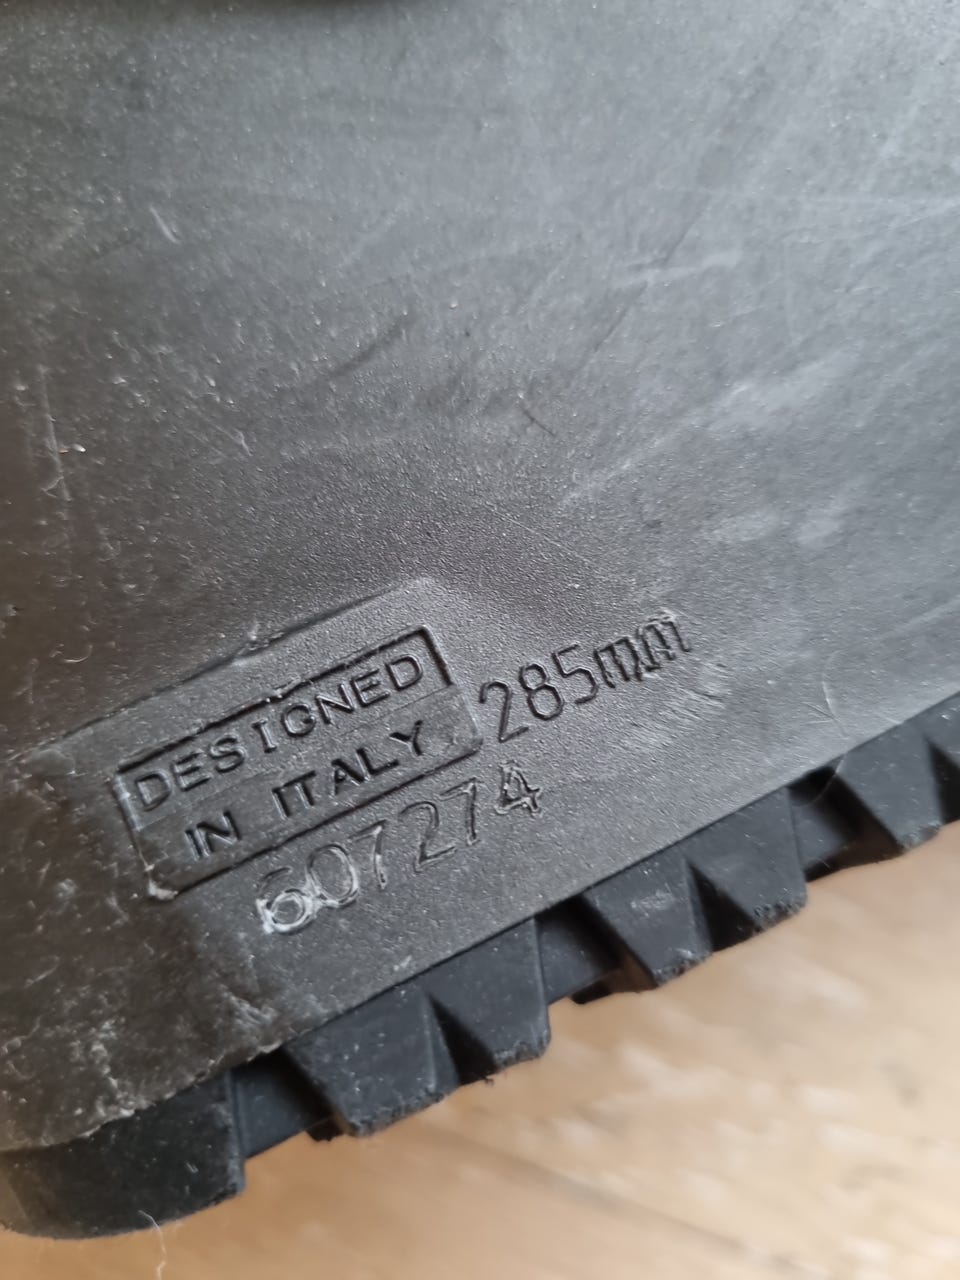 DESIGNED
IN ITALY
285mm
607274